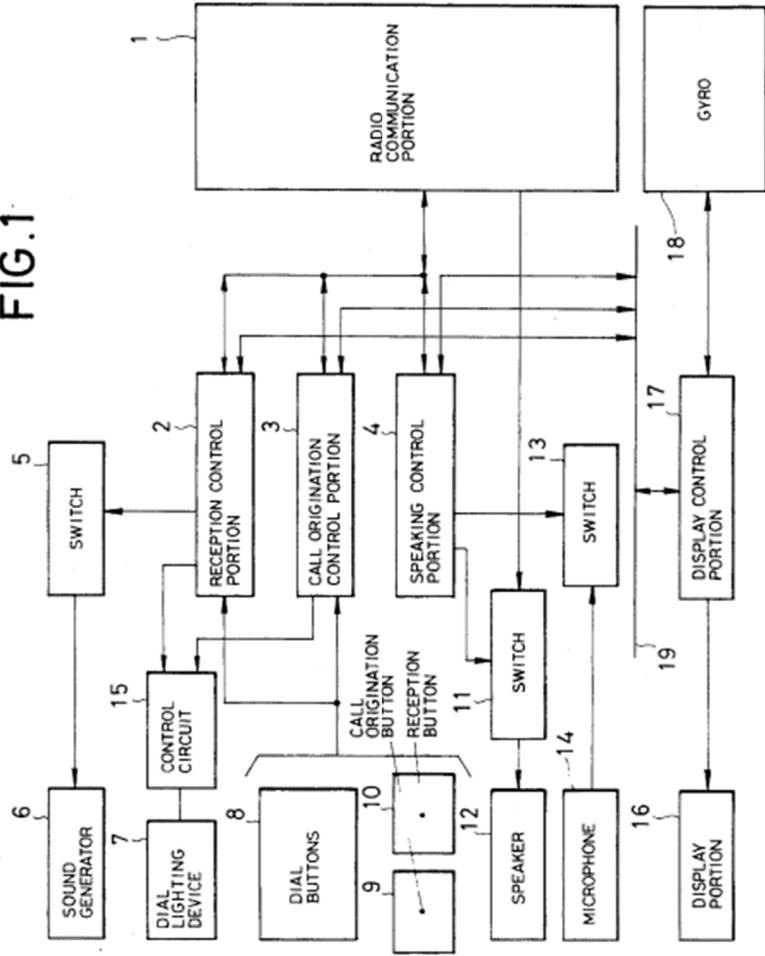 FIG.1
5
SWITCH
6
SOUND
GENERATOR
15
CONTROL
CIRCUIT
7
DIAL
LIGHTING
DEVICE
2
RECEPTION CONTROL
PORTION
1
RADIO
COMMUNICATION
PORTION
3
CALL ORIGINATION
CONTROL PORTION
8
DIAL
BUTTONS
CALL
ORIGINATION
BUTTON
RECEPTION
BUTTON
9
10
4
SPEAKING CONTROL
PORTION
11
SWITCH
12
SPEAKER
13
SWITCH
14
MICROPHONE
19
18
GYRO
17
DISPLAY CONTROL
PORTION
16
DISPLAY
PORTION